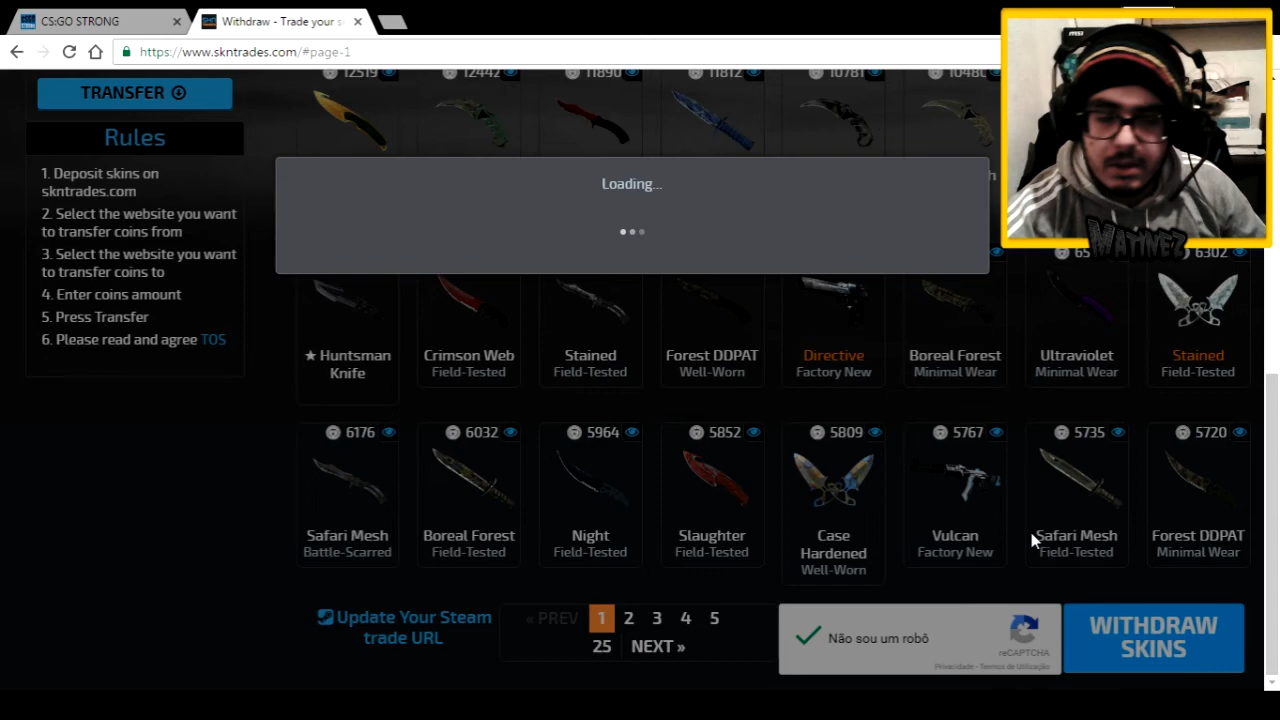 CS:GO STRONG
Withdraw - Trade your s
https://www.skntrades.com/#page-1
TRANSFER
12519 12442 11890 11812 10781 10480
Rules
1. Deposit skins on
skntrades.com
2. Select the website you want
to transfer coins from
3. Select the website you want
to transfer coins to
4. Enter coins amount
5. Press Transfer
6. Please read and agree TOS
Loading...
MATIVEZ
6302
★ Huntsman
Knife
Crimson Web
Field-Tested
Stained
Field-Tested
Forest DDPAT
Well-Worn
Directive
Factory New
Boreal Forest
Minimal Wear
Ultraviolet
Minimal Wear
Stained
Field-Tested
6176 6032 5964 5852 5809 5767 5735 5720
Safari Mesh
Battle-Scarred
Boreal Forest
Field-Tested
Night
Field-Tested
Slaughter
Field-Tested
Case
Hardened
Well-Worn
Vulcan
Factory New
Safari Mesh
Field-Tested
Forest DDPAT
Minimal Wear
Update Your Steam
trade URL
« PREV 1 2 3 4 5
25 NEXT »
Não sou um robô
reCAPTCHA
Privacidade - Termos de Utilização
WITHDRAW
SKINS
msi